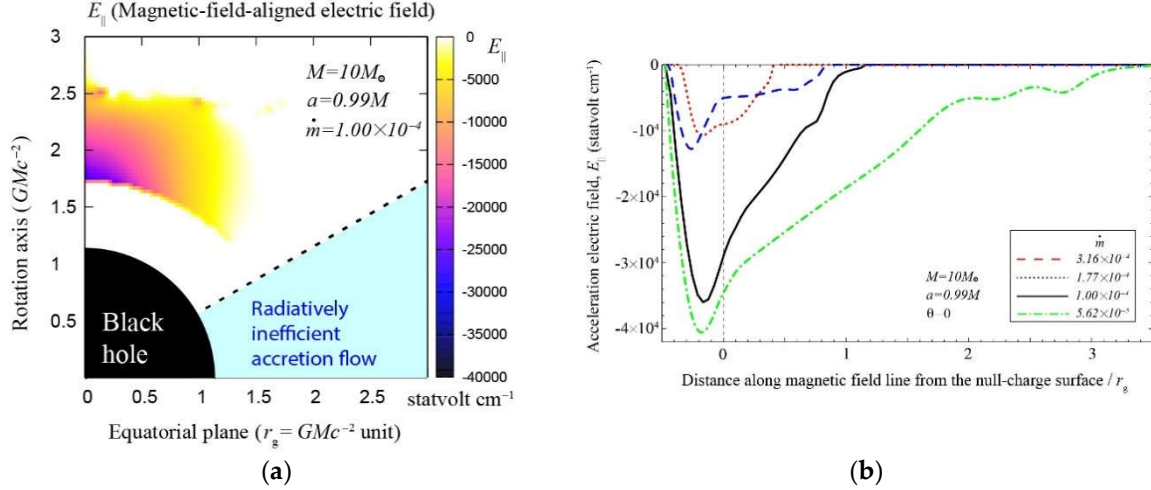 E∥ (Magnetic-field-aligned electric field)
3
2.5
2
1.5
1
0.5
Rotation axis (GMc⁻²)
M=10M⊙
a=0.99M
ṁ=1.00×10⁻⁴
Black
hole
Radiatively
inefficient
accretion flow
0 0.5 1 1.5 2 2.5
Equatorial plane (r_g = GMc⁻² unit)
E∥
0
-5000
-10000
-15000
-20000
-25000
-30000
-35000
-40000
statvolt cm⁻¹
(a)
Acceleration electric field, E∥ (statvolt cm⁻¹)
0
-10⁴
-2×10⁴
-3×10⁴
-4×10⁴
M=10M⊙
a=0.99M
θ=0
ṁ
3.16×10⁻⁴
1.77×10⁻⁴
1.00×10⁻⁴
5.62×10⁻⁵
0 1 2 3
Distance along magnetic field line from the null-charge surface / r_g
(b)